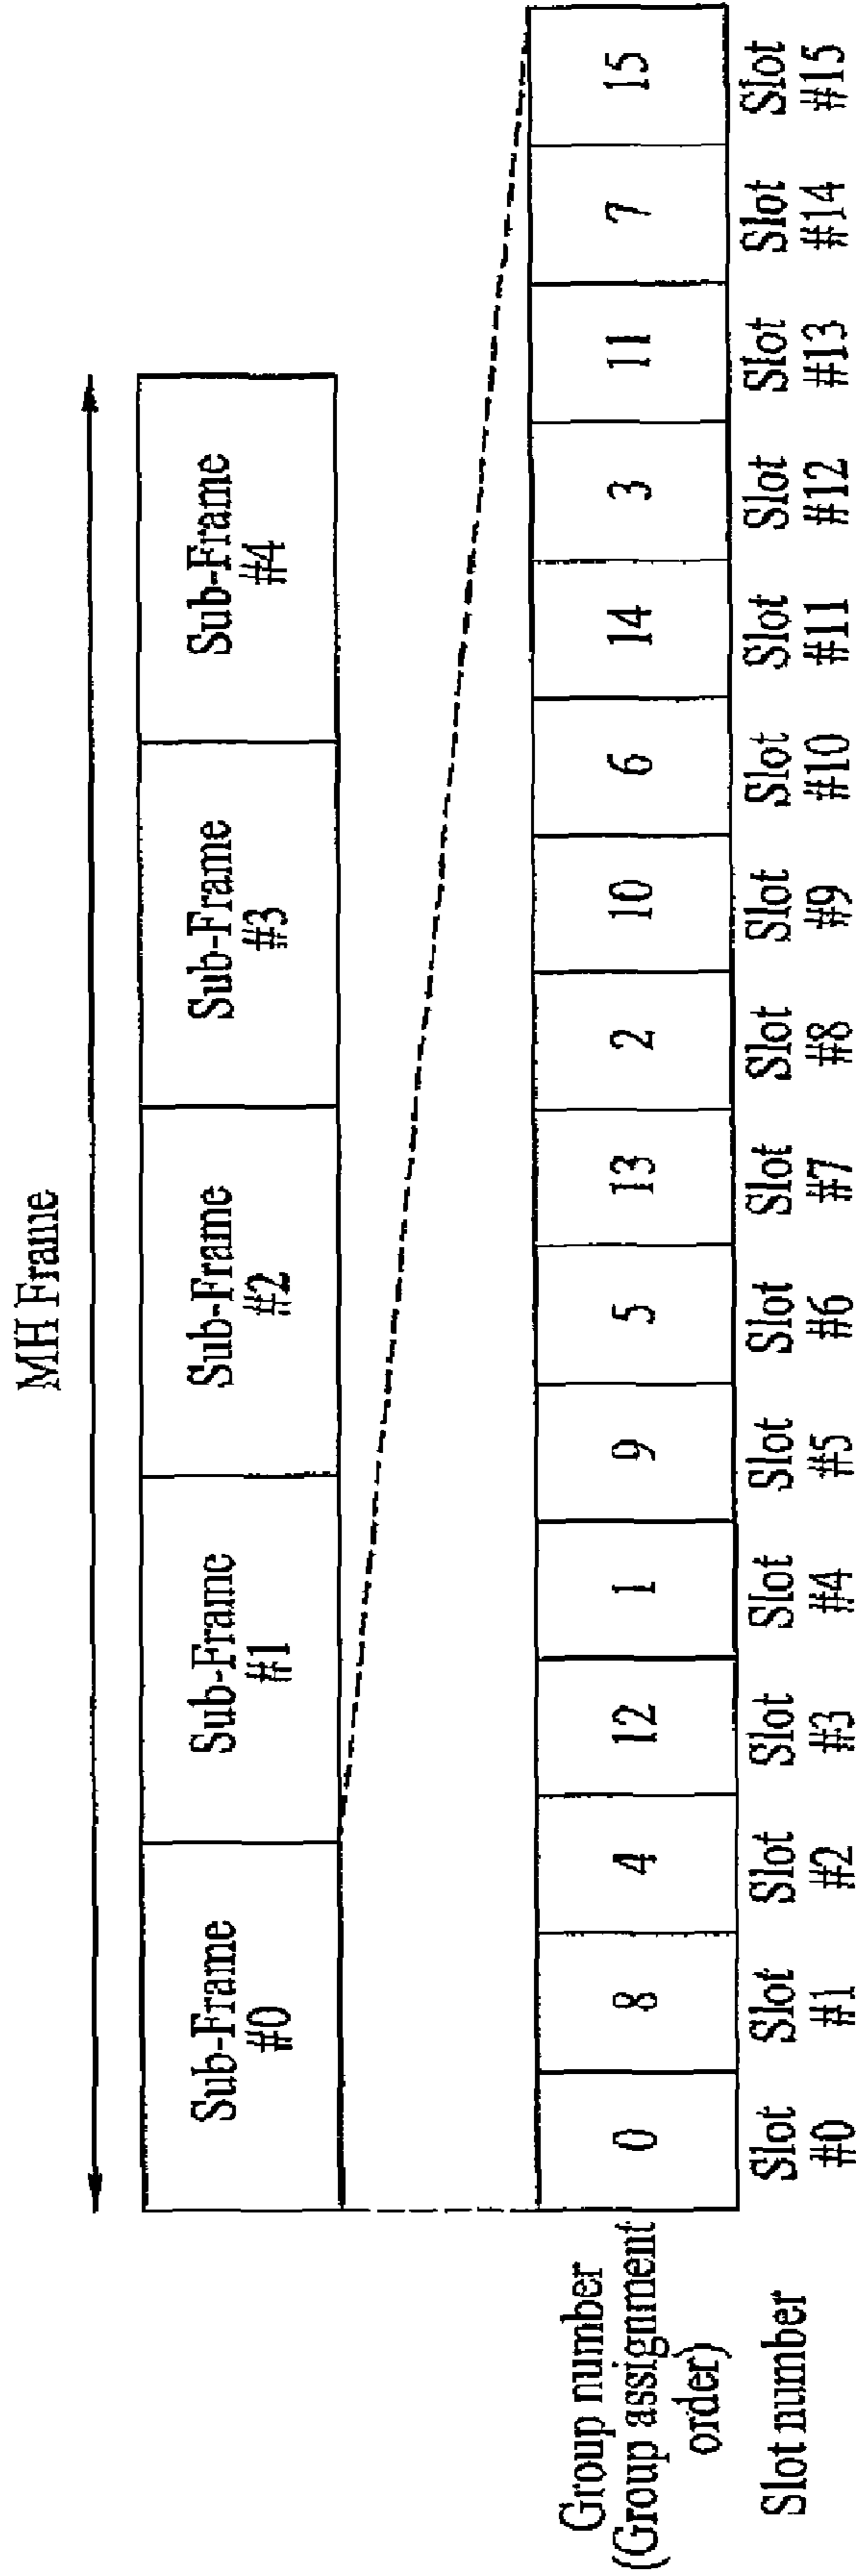 MH Frame
Sub-Frame
#0
Sub-Frame
#1
Sub-Frame
#2
Sub-Frame
#3
Sub-Frame
#4
Group number
(Group assignment
order)
0 8 4 12 1 9 5 13 2 10 6 14 3 11 7 15
Slot number
Slot
#0
Slot
#1
Slot
#2
Slot
#3
Slot
#4
Slot
#5
Slot
#6
Slot
#7
Slot
#8
Slot
#9
Slot
#10
Slot
#11
Slot
#12
Slot
#13
Slot
#14
Slot
#15